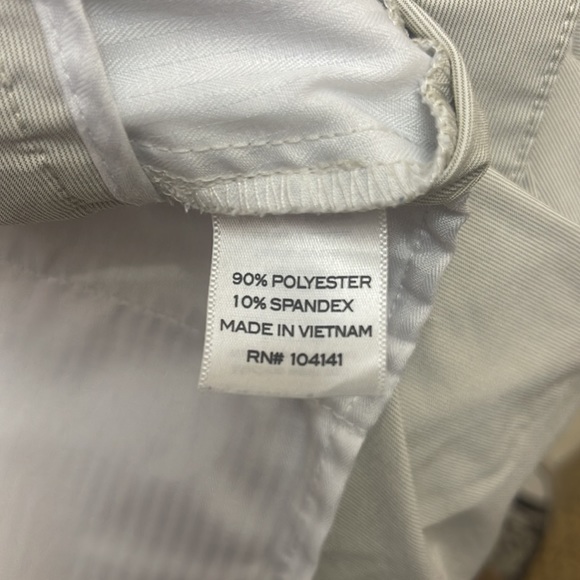 90% POLYESTER
10% SPANDEX
MADE IN VIETNAM
RN# 104141